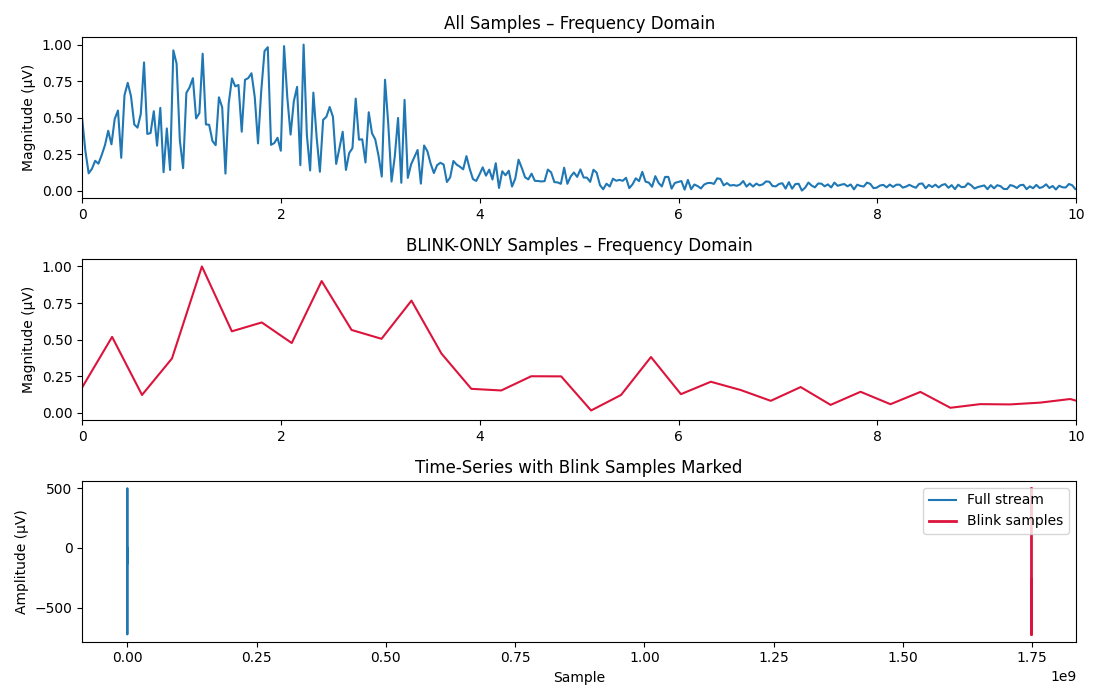 All Samples – Frequency Domain
Magnitude (µV)
1.00
0.75
0.50
0.25
0.00
0 2 4 6 8 10
BLINK-ONLY Samples – Frequency Domain
Magnitude (µV)
1.00
0.75
0.50
0.25
0.00
0 2 4 6 8 10
Time-Series with Blink Samples Marked
Amplitude (µV)
500
0
−500
Full stream
Blink samples
0.00 0.25 0.50 0.75 1.00 1.25 1.50 1.75
1e9
Sample